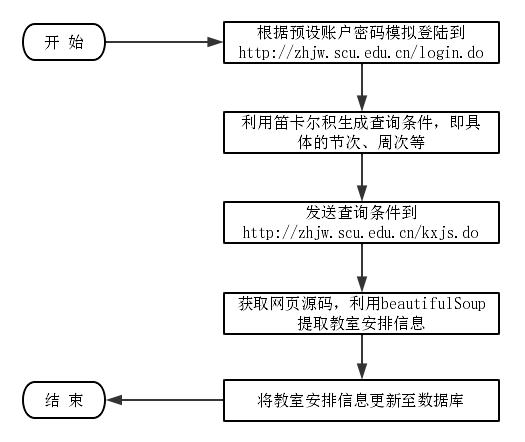 开 始
根据预设账户密码模拟登陆到
http://zhjw.scu.edu.cn/login.do
利用笛卡尔积生成查询条件，即具
体的节次、周次等
发送查询条件到
http://zhjw.scu.edu.cn/kxjs.do
获取网页源码，利用beautifulSoup
提取教室安排信息
将教室安排信息更新至数据库
结 束